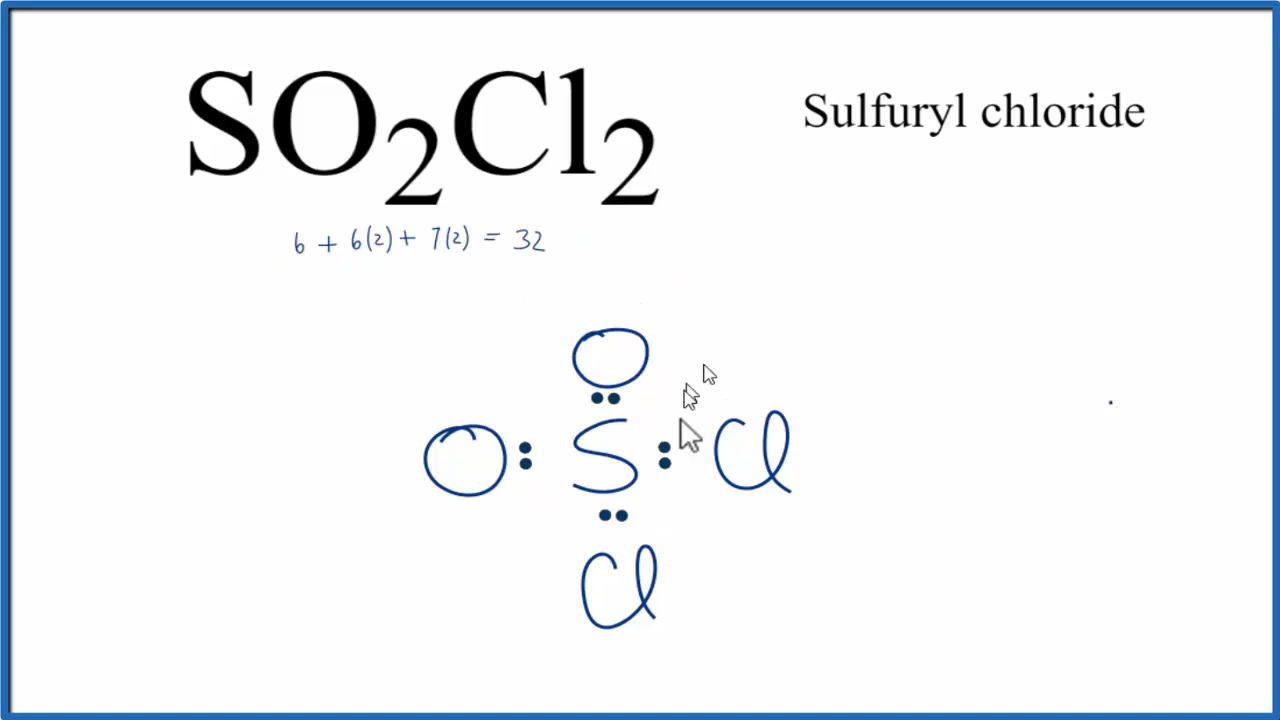 SO₂Cl₂
Sulfuryl chloride
6 + 6(2) + 7(2) = 32
O
O : S : Cl
Cl